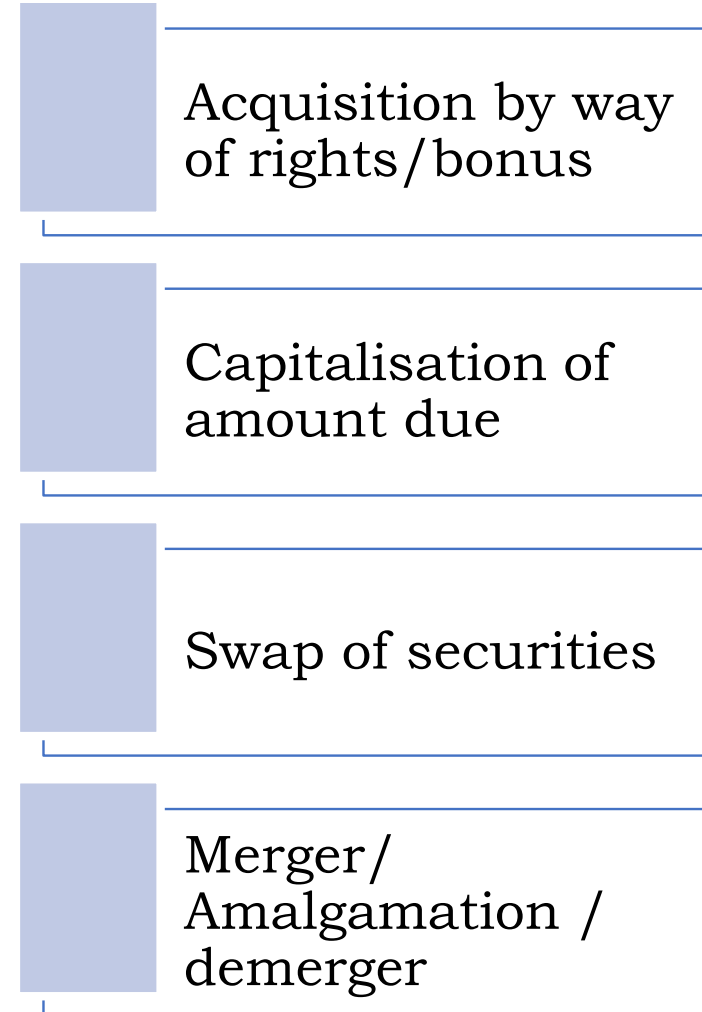 Acquisition by way
of rights/bonus
Capitalisation of
amount due
Swap of securities
Merger/
Amalgamation /
demerger